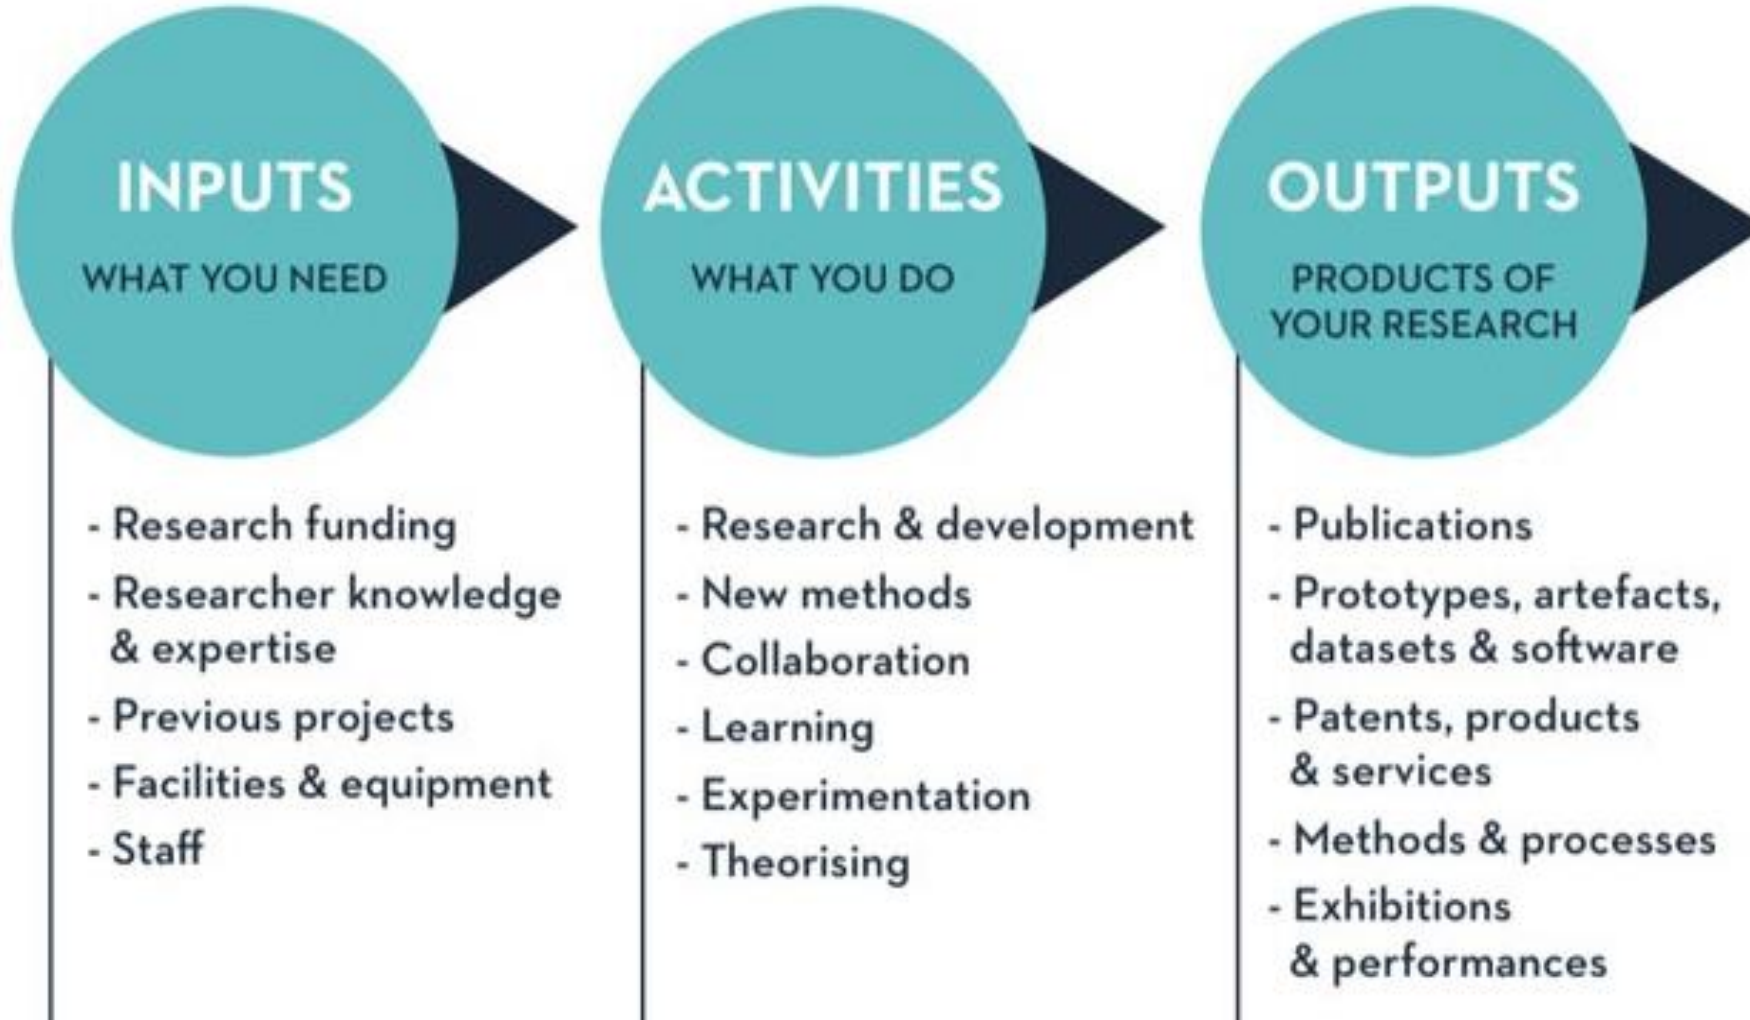 INPUTS
WHAT YOU NEED
- Research funding
- Researcher knowledge
& expertise
- Previous projects
- Facilities & equipment
- Staff
ACTIVITIES
WHAT YOU DO
- Research & development
- New methods
- Collaboration
- Learning
- Experimentation
- Theorising
OUTPUTS
PRODUCTS OF
YOUR RESEARCH
- Publications
- Prototypes, artefacts,
datasets & software
- Patents, products
& services
- Methods & processes
- Exhibitions
& performances